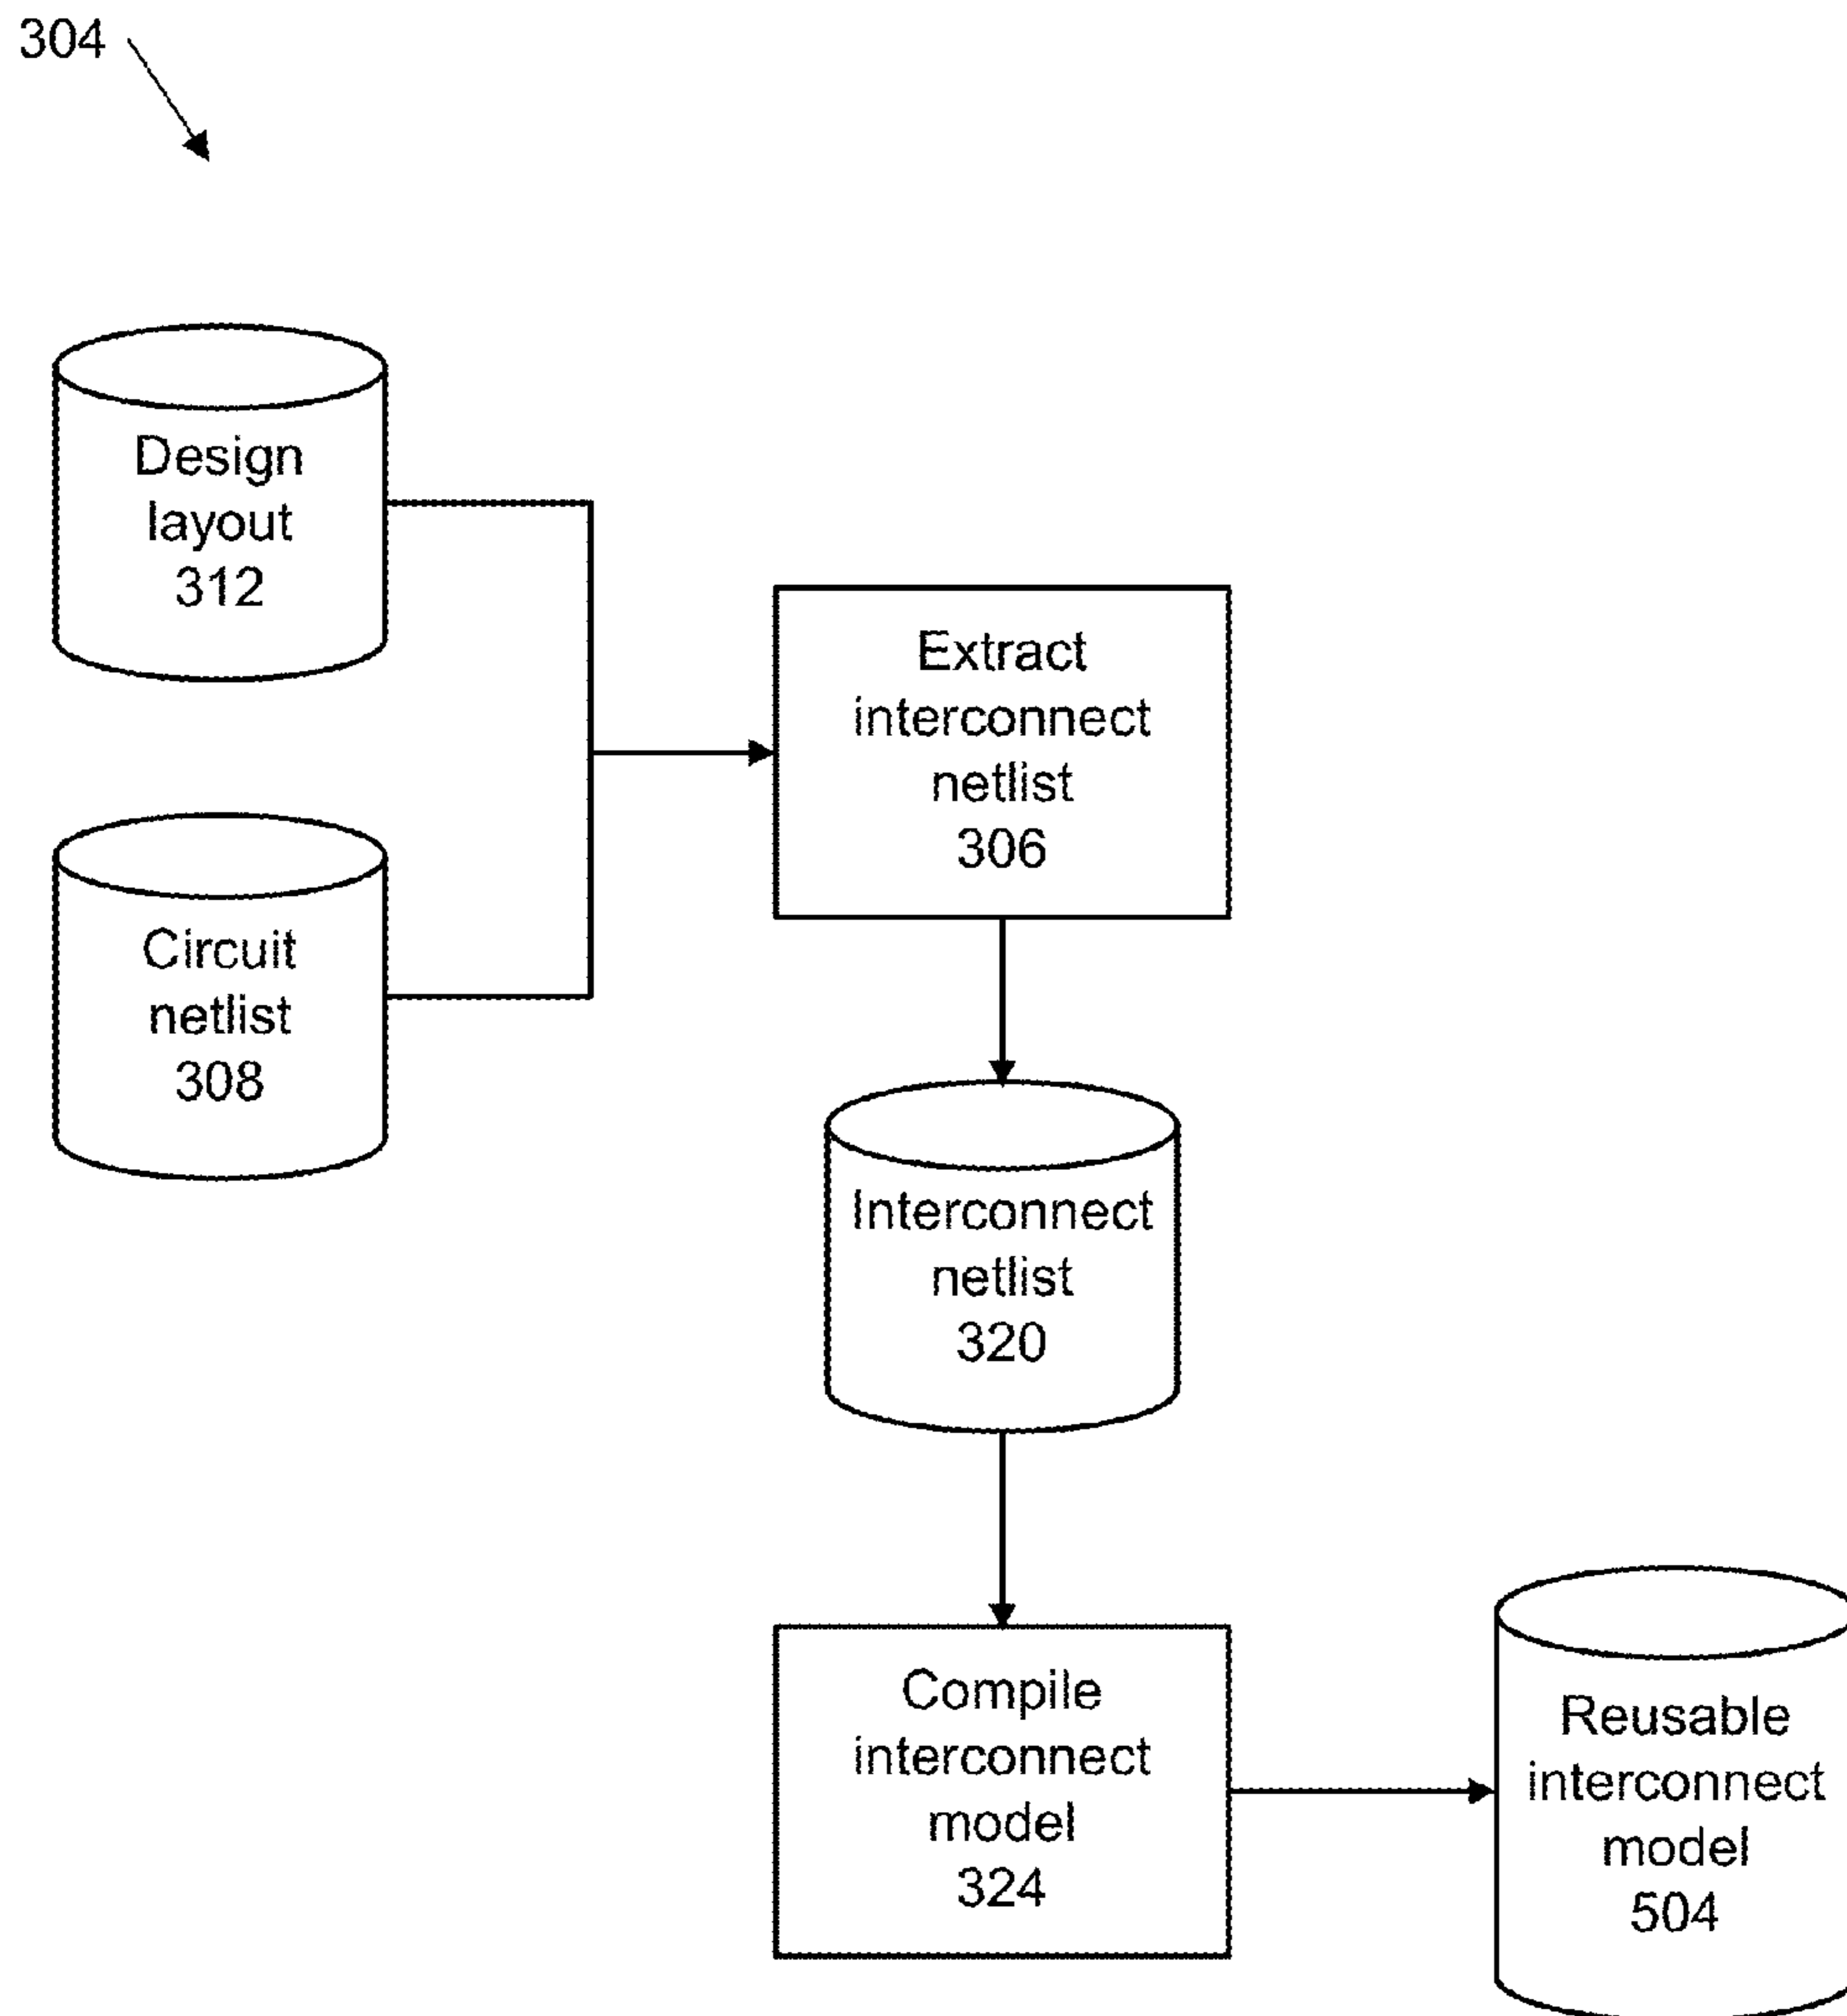 304
Design
layout
312
Extract
interconnect
netlist
306
Circuit
netlist
308
Interconnect
netlist
320
Compile
interconnect
model
324
Reusable
interconnect
model
504